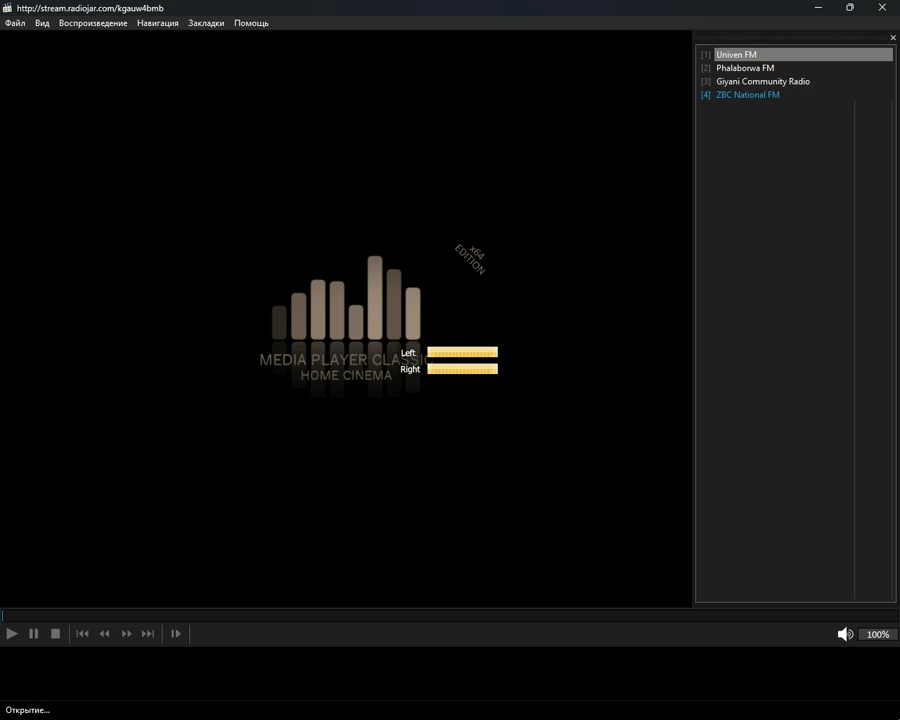 http://stream.radiojar.com/kgauw4bmb
Файл Вид Воспроизведение Навигация Закладки Помощь
[1] Univen FM
[2] Phalaborwa FM
[3] Giyani Community Radio
[4] ZBC National FM
x64
EDITION
MEDIA PLAYER CLASSIC
HOME CINEMA
Left
Right
100%
Открытие...